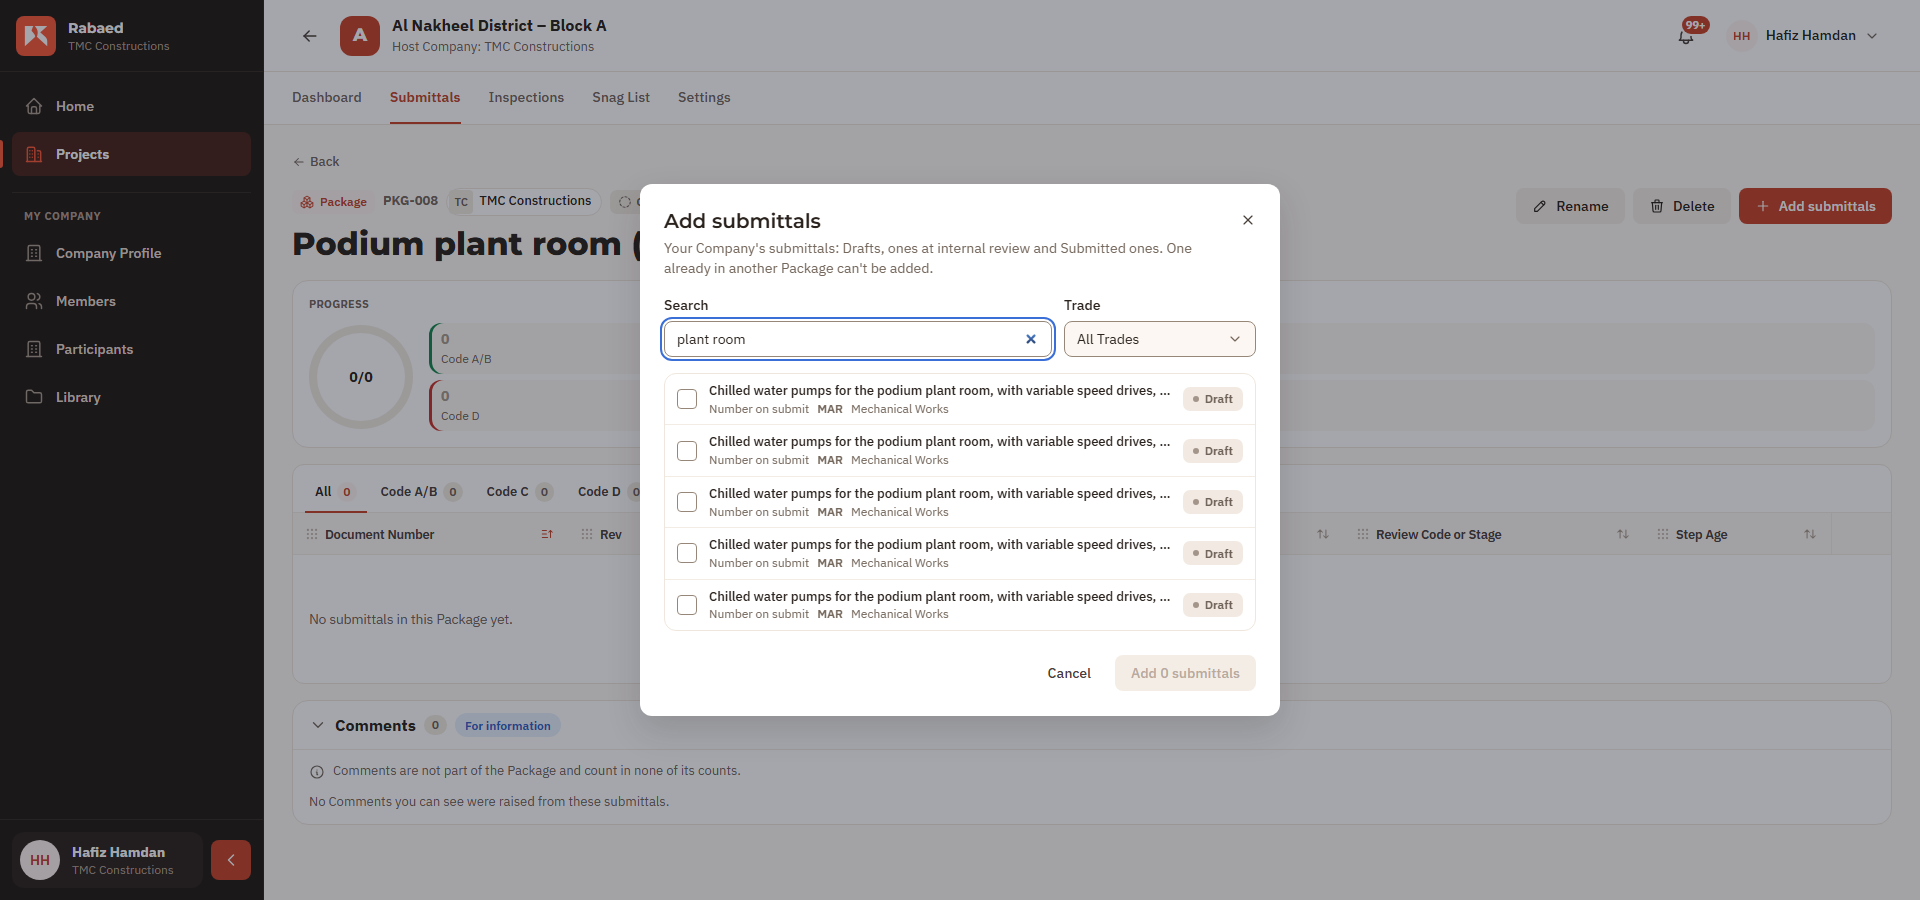 Rabaed
TMC Constructions
Home
Projects
MY COMPANY
Company Profile
Members
Participants
Library
Hafiz Hamdan
TMC Constructions
HH
A
Al Nakheel District – Block A
Host Company: TMC Constructions
99+
HH
Hafiz Hamdan
Dashboard
Submittals
Inspections
Snag List
Settings
Back
Package
PKG-008
TC
TMC Constructions
Podium plant room (
Rename
Delete
Add submittals
PROGRESS
0/0
0
Code A/B
0
Code D
All 0
Code A/B 0
Code C 0
Code D 0
Document Number
Rev
Review Code or Stage
Step Age
No submittals in this Package yet.
Comments 0 For information
Comments are not part of the Package and count in none of its counts.
No Comments you can see were raised from these submittals.
Add submittals
Your Company's submittals: Drafts, ones at internal review and Submitted ones. One
already in another Package can't be added.
Search
Trade
plant room
All Trades
Chilled water pumps for the podium plant room, with variable speed drives, ...
Number on submit MAR Mechanical Works
Draft
Chilled water pumps for the podium plant room, with variable speed drives, ...
Number on submit MAR Mechanical Works
Draft
Chilled water pumps for the podium plant room, with variable speed drives, ...
Number on submit MAR Mechanical Works
Draft
Chilled water pumps for the podium plant room, with variable speed drives, ...
Number on submit MAR Mechanical Works
Draft
Chilled water pumps for the podium plant room, with variable speed drives, ...
Number on submit MAR Mechanical Works
Draft
Cancel
Add 0 submittals